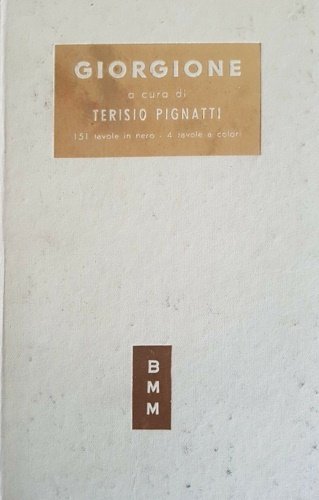 GIORGIONE
a cura di
TERISIO PIGNATTI
151 tavole in nero - 4 tavole a colori
B
M
M